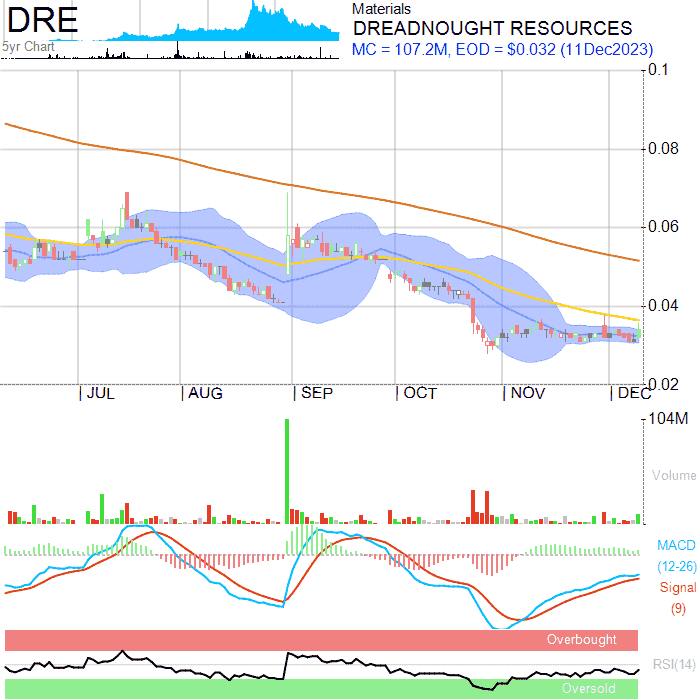 DRE
5yr Chart
Materials
DREADNOUGHT RESOURCES
MC = 107.2M, EOD = $0.032 (11Dec2023)
0.1
0.08
0.06
0.04
0.02
| JUL | AUG | SEP | OCT | NOV | DEC
104M
Volume
MACD
(12-26)
Signal
(9)
Overbought
RSI(14)
Oversold